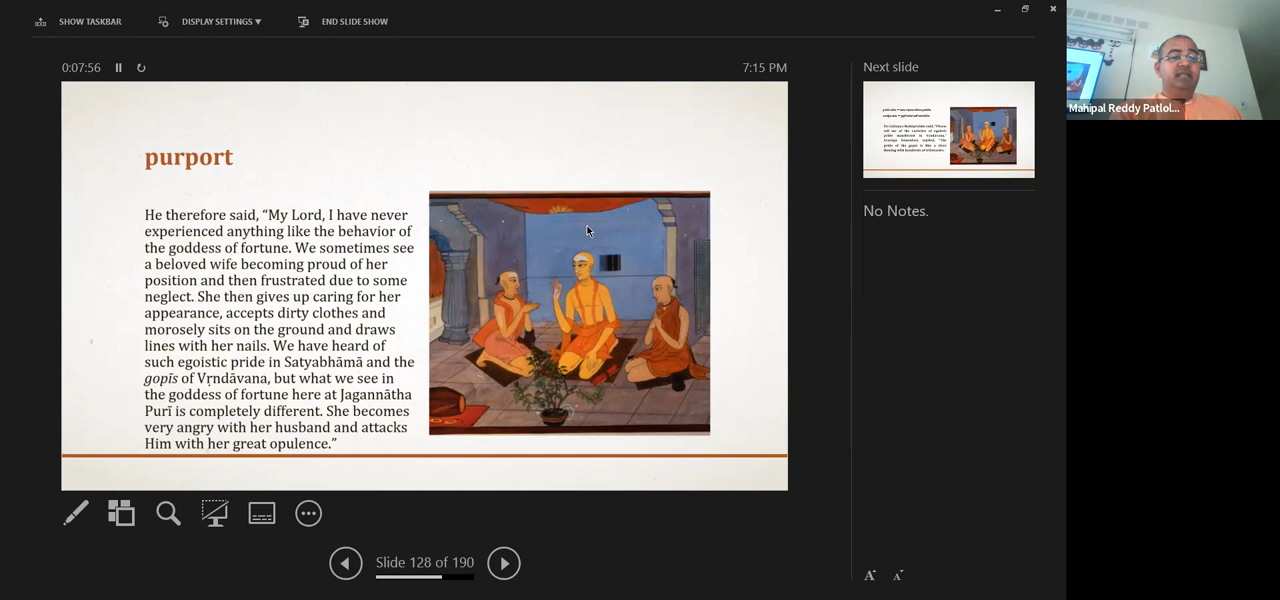 SHOW TASKBAR
DISPLAY SETTINGS ▼
END SLIDE SHOW
0:07:56
7:15 PM
purport
He therefore said, “My Lord, I have never
experienced anything like the behavior of
the goddess of fortune. We sometimes see
a beloved wife becoming proud of her
position and then frustrated due to some
neglect. She then gives up caring for her
appearance, accepts dirty clothes and
morosely sits on the ground and draws
lines with her nails. We have heard of
such egoistic pride in Satyabhāmā and the
gopīs of Vṛndāvana, but what we see in
the goddess of fortune here at Jagannātha
Purī is completely different. She becomes
very angry with her husband and attacks
Him with her great opulence.”
Slide 128 of 190
Next slide
No Notes.
A A
Mahipal Reddy Patlol...